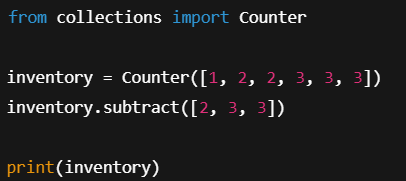 from collections import Counter
inventory = Counter([1, 2, 2, 3, 3, 3])
inventory.subtract([2, 3, 3])
print(inventory)